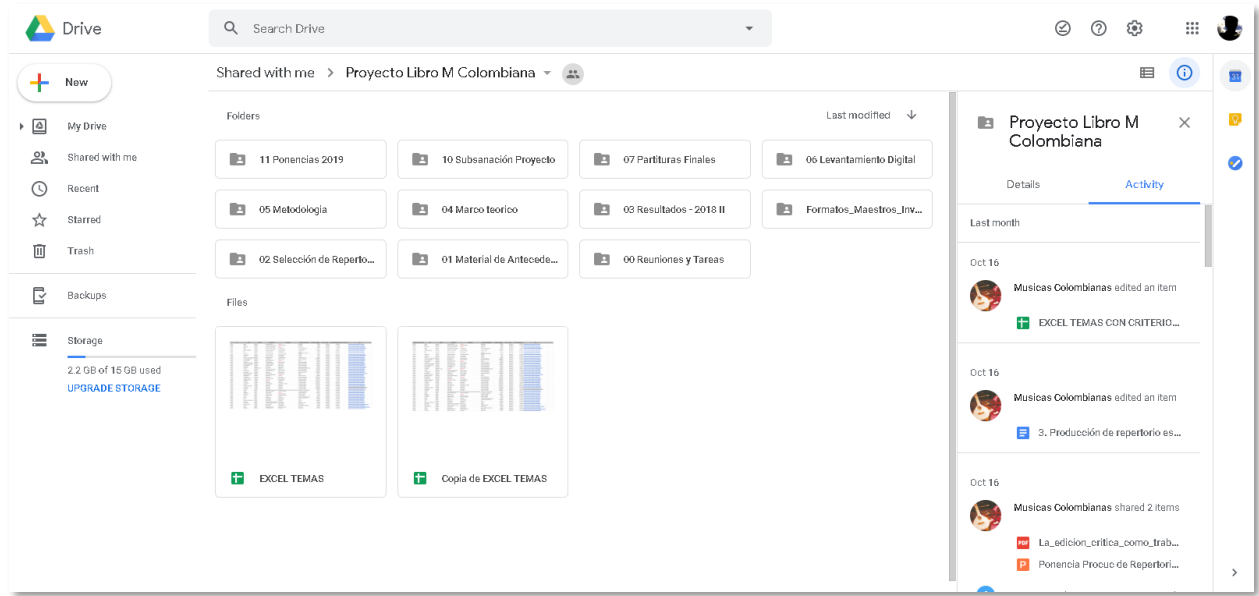 Drive
Search Drive
New
My Drive
Shared with me
Recent
Starred
Trash
Backups
Storage
2.2 GB of 15 GB used
UPGRADE STORAGE
Shared with me > Proyecto Libro M Colombiana
Folders
Last modified
11 Ponencias 2019
10 Subsanación Proyecto
07 Partituras Finales
06 Levantamiento Digital
05 Metodologia
04 Marco teorico
03 Resultados - 2018 II
Formatos_Maestros_Inv...
02 Selección de Reperto...
01 Material de Antecede...
00 Reuniones y Tareas
Files
EXCEL TEMAS
Copia de EXCEL TEMAS
Proyecto Libro M
Colombiana
Details
Activity
Last month
Oct 16
Musicas Colombianas edited an item
EXCEL TEMAS CON CRITERIO...
Oct 16
Musicas Colombianas edited an item
3. Producción de repertorio es...
Oct 16
Musicas Colombianas shared 2 items
PDF
La_edicion_critica_como_trab...
P
Ponencia Procuc de Repertori...
31